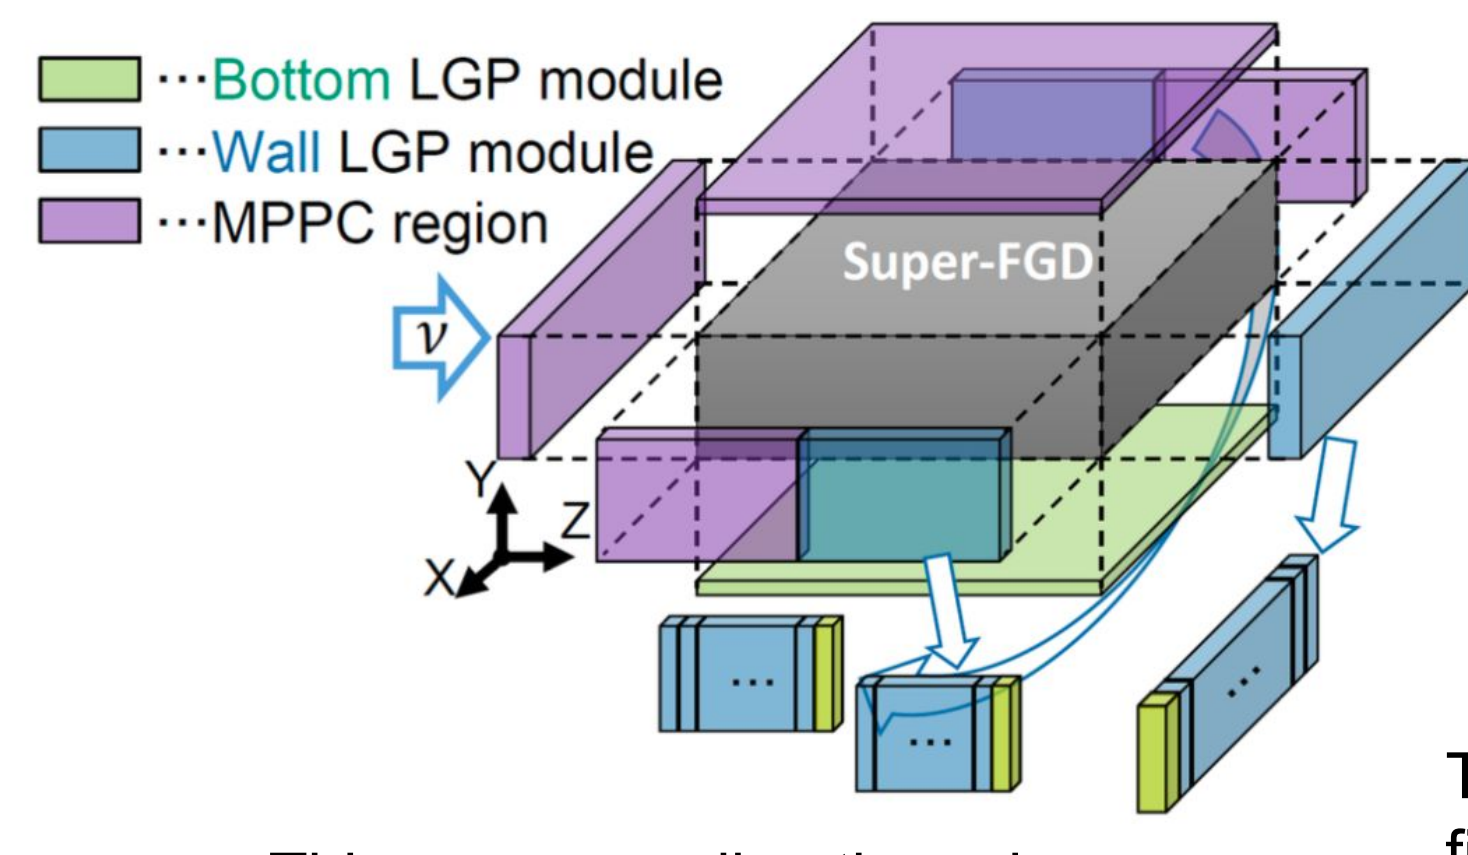 ···Bottom LGP module
···Wall LGP module
···MPPC region
Super-FGD
ν
Y
Z
X
...
...
...